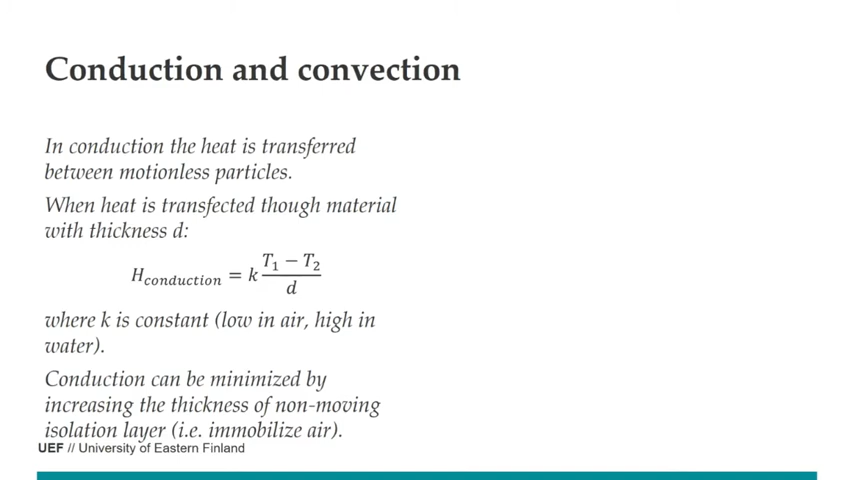 Conduction and convection
In conduction the heat is transferred
between motionless particles.
When heat is transfected though material
with thickness d:
H_conduction = k (T₁ − T₂)/d
where k is constant (low in air, high in
water).
Conduction can be minimized by
increasing the thickness of non-moving
isolation layer (i.e. immobilize air).
UEF // University of Eastern Finland